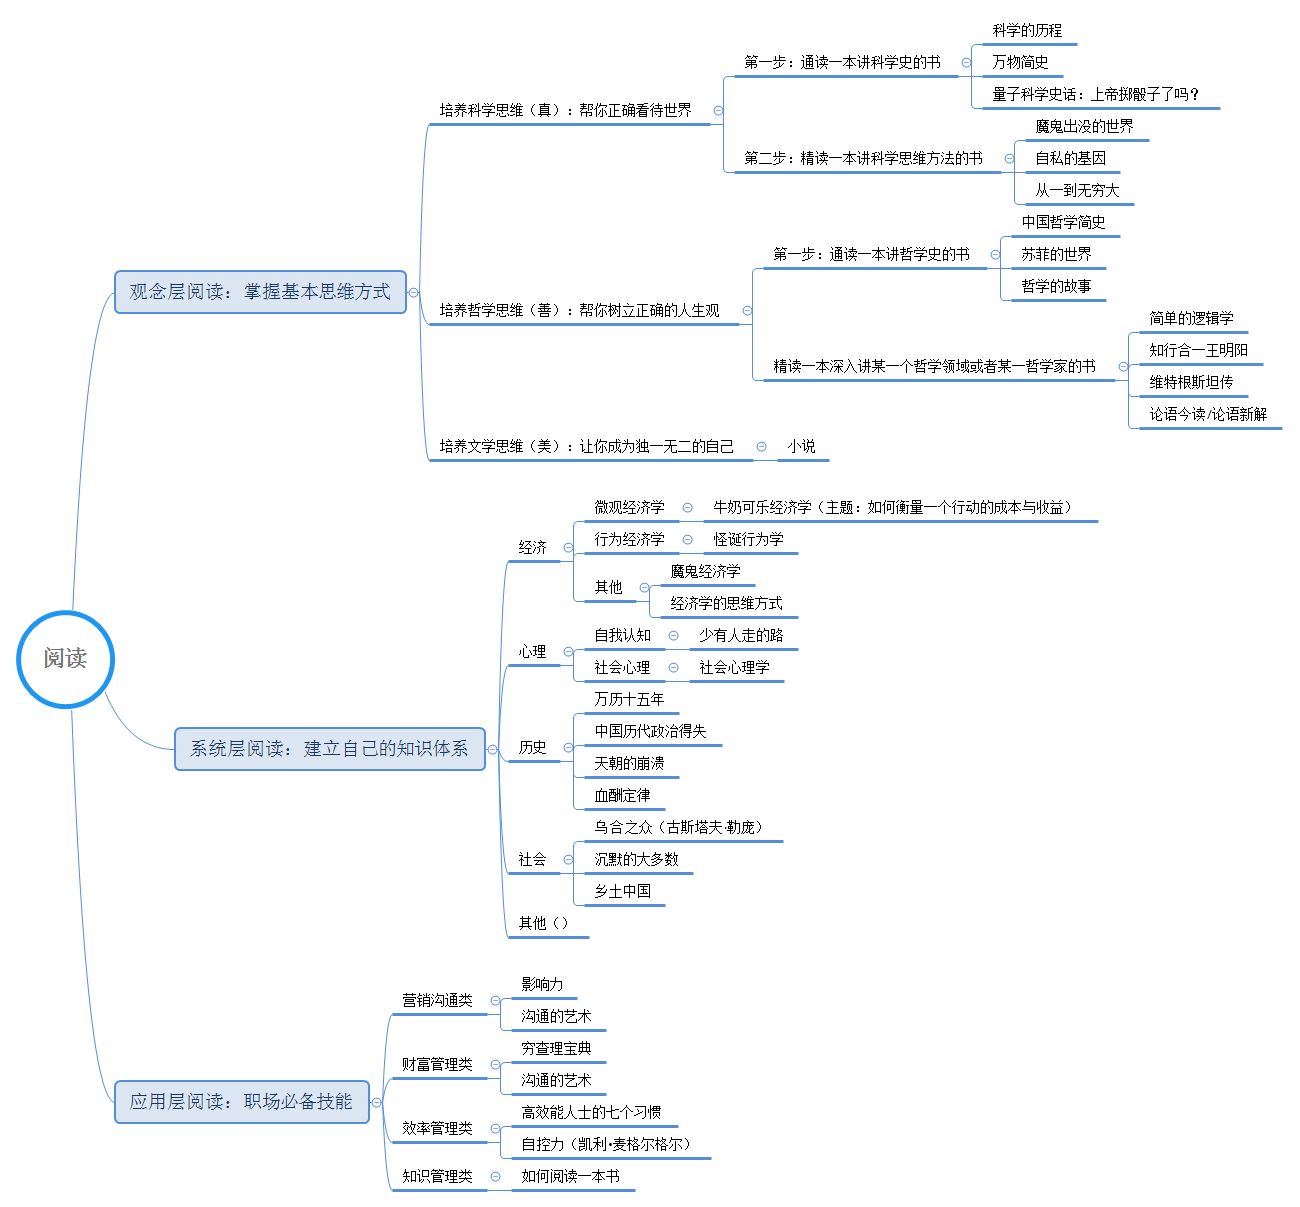 阅读
观念层阅读：掌握基本思维方式
培养科学思维（真）：帮你正确看待世界
第一步：通读一本讲科学史的书
科学的历程
万物简史
量子科学史话：上帝掷骰子了吗？
第二步：精读一本讲科学思维方法的书
魔鬼出没的世界
自私的基因
从一到无穷大
培养哲学思维（善）：帮你树立正确的人生观
第一步：通读一本讲哲学史的书
中国哲学简史
苏菲的世界
哲学的故事
精读一本深入讲某一个哲学领域或者某一哲学家的书
简单的逻辑学
知行合一王明阳
维特根斯坦传
论语今读/论语新解
培养文学思维（美）：让你成为独一无二的自己
小说
系统层阅读：建立自己的知识体系
经济
微观经济学
牛奶可乐经济学（主题：如何衡量一个行动的成本与收益）
行为经济学
怪诞行为学
其他
魔鬼经济学
经济学的思维方式
心理
自我认知
少有人走的路
社会心理
社会心理学
历史
万历十五年
中国历代政治得失
天朝的崩溃
血酬定律
社会
乌合之众（古斯塔夫·勒庞）
沉默的大多数
乡土中国
其他（）
应用层阅读：职场必备技能
营销沟通类
影响力
沟通的艺术
财富管理类
穷查理宝典
沟通的艺术
效率管理类
高效能人士的七个习惯
自控力（凯利·麦格尔格尔）
知识管理类
如何阅读一本书